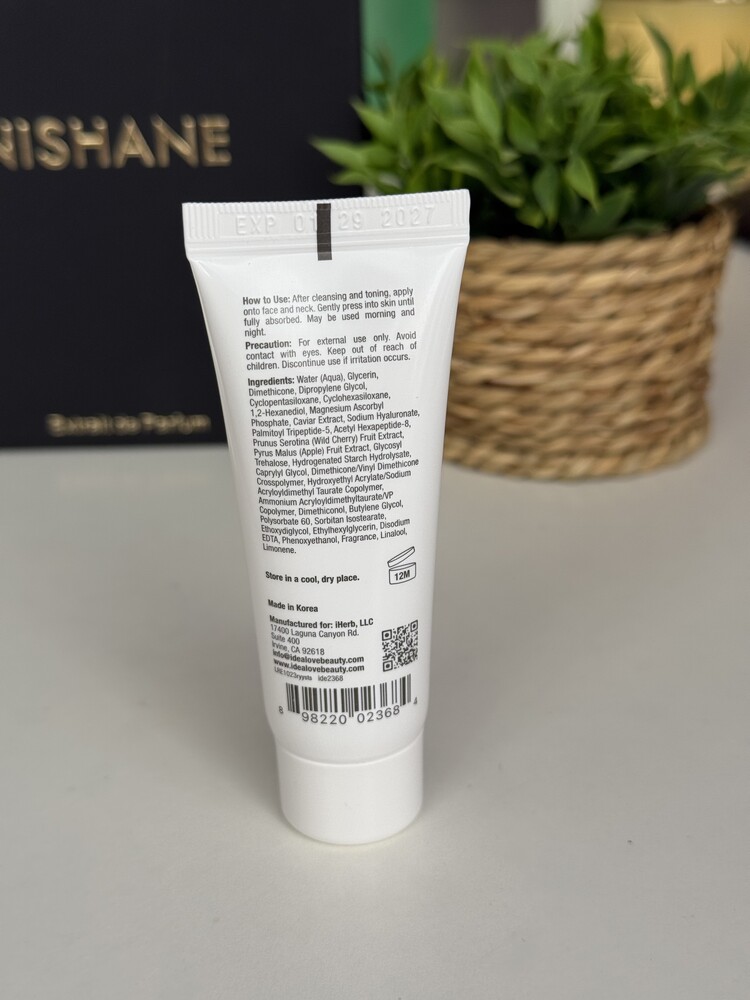 NISHANE
Extrait de Parfum
EXP 01 29 2027
How to Use: After cleansing and toning, apply
onto face and neck. Gently press into skin until
fully absorbed. May be used morning and
night.
Precaution: For external use only. Avoid
contact with eyes. Keep out of reach of
children. Discontinue use if irritation occurs.
Ingredients: Water (Aqua), Glycerin,
Dimethicone, Dipropylene Glycol,
Cyclopentasiloxane, Cyclohexasiloxane,
1,2-Hexanediol, Magnesium Ascorbyl
Phosphate, Caviar Extract, Sodium Hyaluronate,
Palmitoyl Tripeptide-5, Acetyl Hexapeptide-8,
Prunus Serotina (Wild Cherry) Fruit Extract,
Pyrus Malus (Apple) Fruit Extract, Glycosyl
Trehalose, Hydrogenated Starch Hydrolysate,
Caprylyl Glycol, Dimethicone/Vinyl Dimethicone
Crosspolymer, Hydroxyethyl Acrylate/Sodium
Acryloyldimethyl Taurate Copolymer,
Ammonium Acryloyldimethyltaurate/VP
Copolymer, Dimethiconol, Butylene Glycol,
Polysorbate 60, Sorbitan Isostearate,
Ethoxydiglycol, Ethylhexylglycerin, Disodium
EDTA, Phenoxyethanol, Fragrance, Linalool,
Limonene.
12M
Store in a cool, dry place.
Made in Korea
Manufactured for: iHerb, LLC
17400 Laguna Canyon Rd.
Suite 400
Irvine, CA 92618
info@idealovebeauty.com
www.idealovebeauty.com
ide2368
8 98220 02368 4